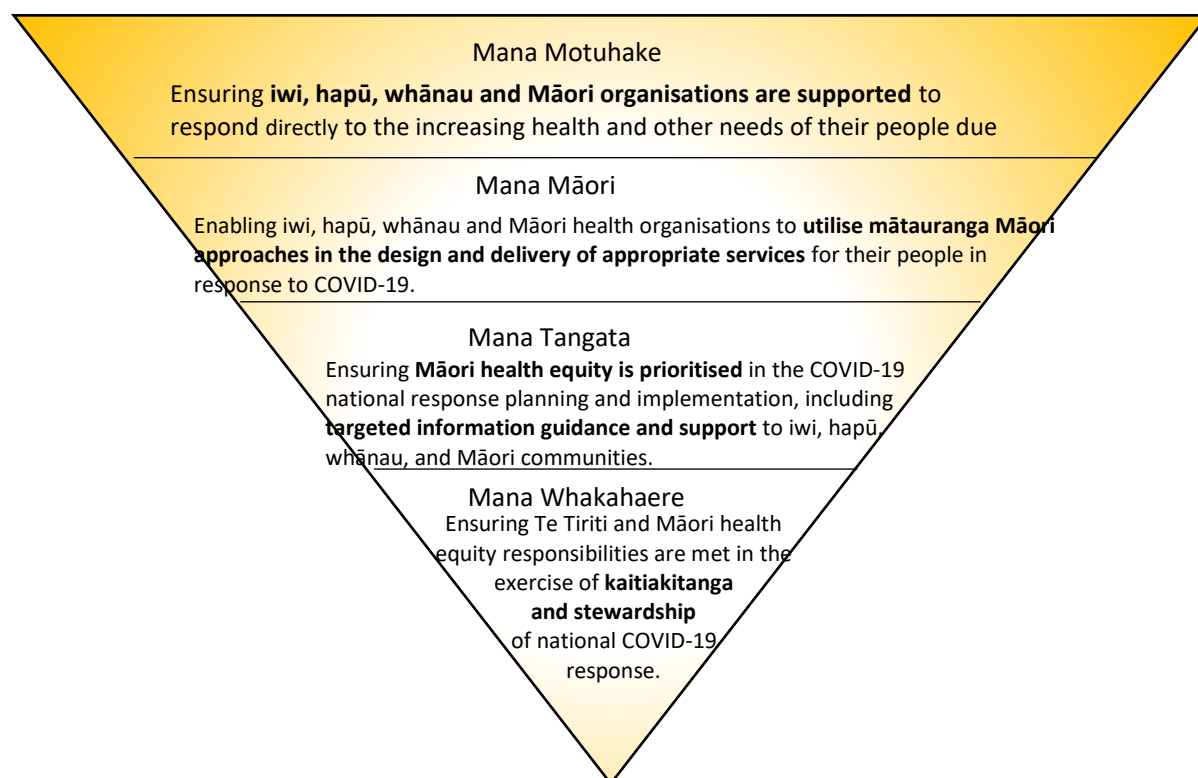 Mana Motuhake
Ensuring iwi, hapū, whānau and Māori organisations are supported to
respond directly to the increasing health and other needs of their people due
Mana Māori
Enabling iwi, hapū, whānau and Māori health organisations to utilise mātauranga Māori
approaches in the design and delivery of appropriate services for their people in
response to COVID-19.
Mana Tangata
Ensuring Māori health equity is prioritised in the COVID-19
national response planning and implementation, including
targeted information guidance and support to iwi, hapū,
whānau, and Māori communities.
Mana Whakahaere
Ensuring Te Tiriti and Māori health
equity responsibilities are met in the
exercise of kaitiakitanga
and stewardship
of national COVID-19
response.